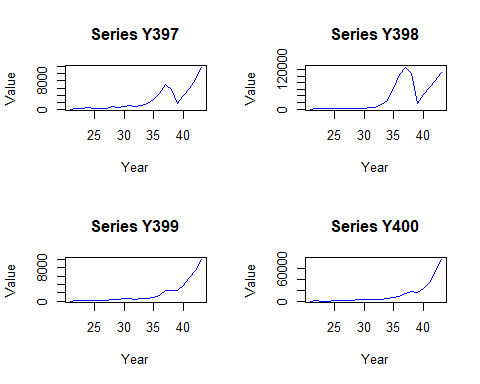 Series Y397
Value
0 8000
25 30 35 40
Year
Series Y398
Value
0 120000
25 30 35 40
Year
Series Y399
Value
0 8000
25 30 35 40
Year
Series Y400
Value
0 60000
25 30 35 40
Year